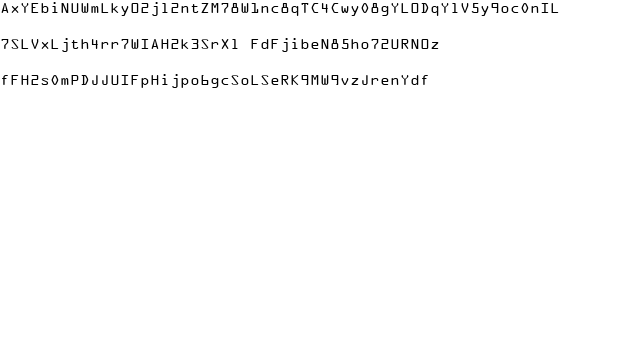 AxYEbiNUWmLkyO2jl2ntZM78W1nc8qTC4Cwy08gYLODqYlV5y9oc0nIL
7SLVxLjth4rr7WIAH2k3SrXl FdFjibeN85ho72URNOz
fFH2s0mPDJJUIFpHijpo6gcSoLSeRK9MW9vzJrenYdf